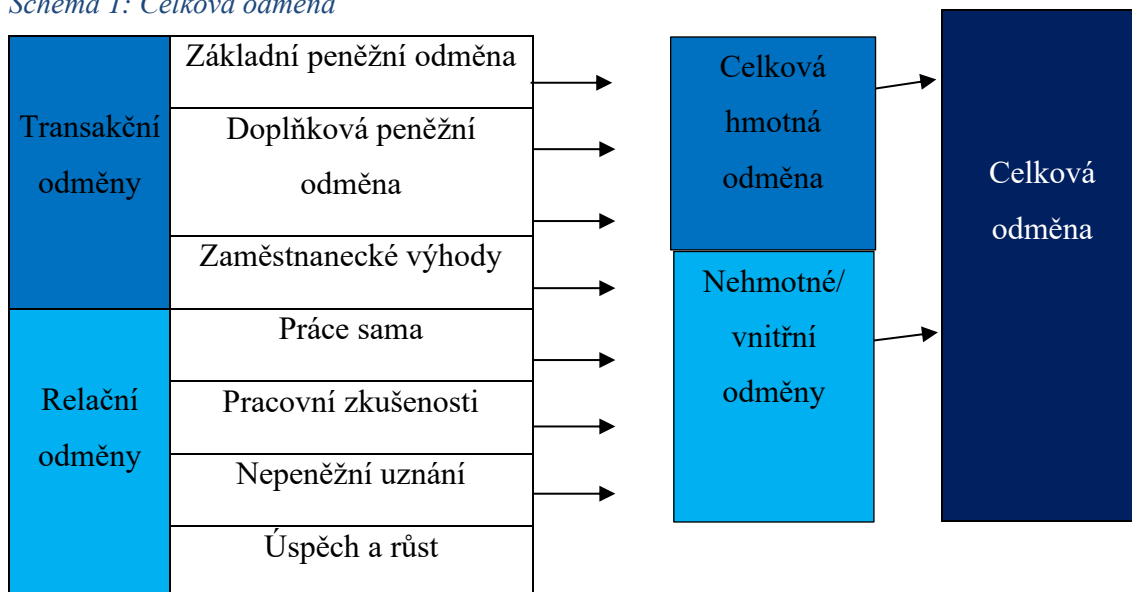 Schéma 1: Celková odměna
Transakční
odměny
Základní peněžní odměna
Doplňková peněžní
odměna
Zaměstnanecké výhody
Relační
odměny
Práce sama
Pracovní zkušenosti
Nepeněžní uznání
Úspěch a růst
Celková
hmotná
odměna
Nehmotné/
vnitřní
odměny
Celková
odměna